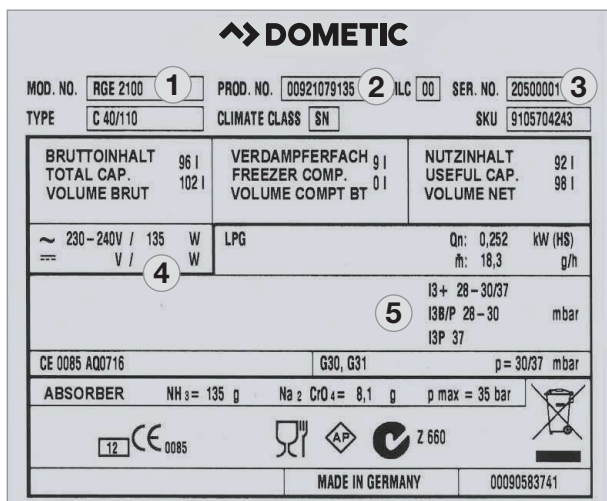 DOMETIC
MOD. NO. RGE 2100 1 PROD. NO. 00921079135 2 MLC 00 SER. NO. 20500001 3
TYPE C 40/110 CLIMATE CLASS SN SKU 9105704243
BRUTTOINHALT 96 l
TOTAL CAP.
VOLUME BRUT 102 l
VERDAMPFERFACH 9 l
FREEZER COMP.
VOLUME COMPT BT 0 l
NUTZINHALT 92 l
USEFUL CAP.
VOLUME NET 98 l
~ 230-240V / 135 W
V / W
4
LPG Qn: 0,252 kW (HS)
ṁ: 18,3 g/h
I3+ 28-30/37
5 I3B/P 28-30 mbar
I3P 37
CE 0085 AQ0716 G30, G31 p= 30/37 mbar
ABSORBER NH3= 135 g Na2 CrO4= 8,1 g p max = 35 bar
12 CE 0085 AP Z 660
MADE IN GERMANY 00090583741